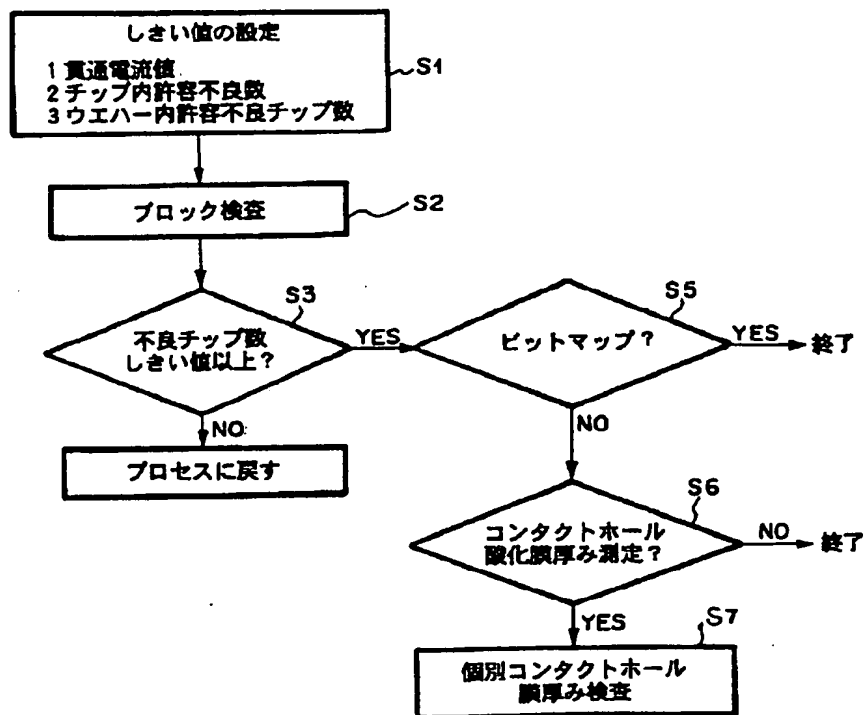 しきい値の設定
1 貫通電流値
2 チップ内許容不良数
3 ウエハー内許容不良チップ数
S1
ブロック検査
S2
S3
不良チップ数
しきい値以上?
YES
NO
プロセスに戻す
S5
ビットマップ?
YES
終了
NO
S6
コンタクトホール
酸化膜厚み測定?
NO
終了
YES
S7
個別コンタクトホール
膜厚み検査